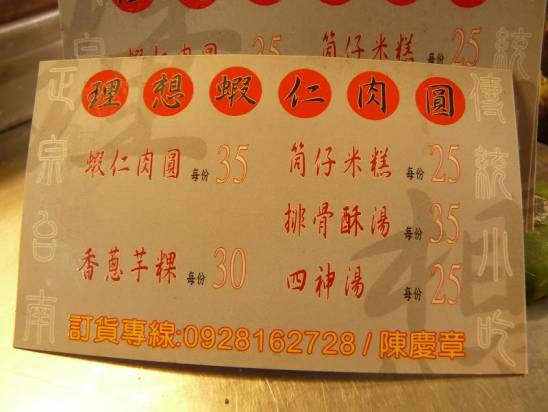 理想蝦仁肉圓
蝦仁肉圓 每份 35
筒仔米糕 每份 25
排骨酥湯 每份 35
香蔥芋粿 每份 30
四神湯 每份 25
訂貨專線:0928162728 / 陳慶章
正宗台南
傳統小吃
筒仔米糕 25